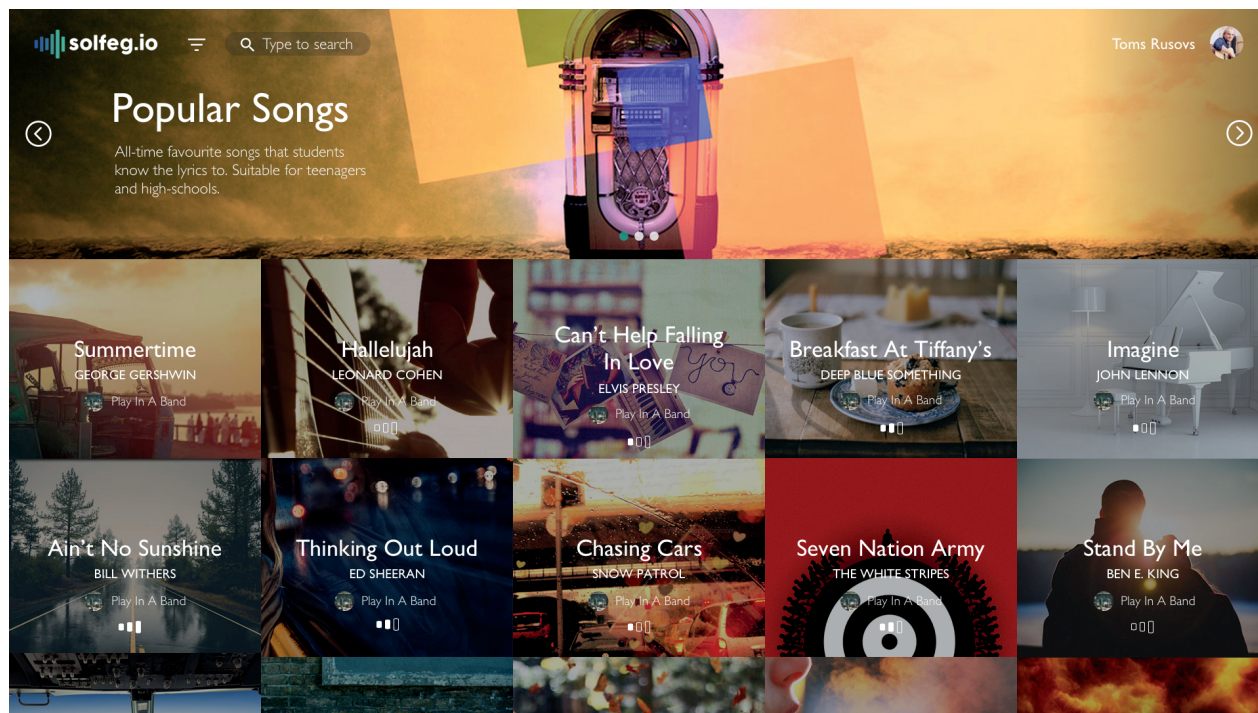 solfeg.io
Type to search
Toms Rusovs
Popular Songs
All-time favourite songs that students
know the lyrics to. Suitable for teenagers
and high-schools.
Summertime
GEORGE GERSHWIN
Play In A Band
Hallelujah
LEONARD COHEN
Play In A Band
Can't Help Falling
In Love
ELVIS PRESLEY
Play In A Band
you
Breakfast At Tiffany's
DEEP BLUE SOMETHING
Play In A Band
Imagine
JOHN LENNON
Play In A Band
Ain't No Sunshine
BILL WITHERS
Play In A Band
Thinking Out Loud
ED SHEERAN
Play In A Band
Chasing Cars
SNOW PATROL
Play In A Band
Seven Nation Army
THE WHITE STRIPES
Play In A Band
Stand By Me
BEN E. KING
Play In A Band